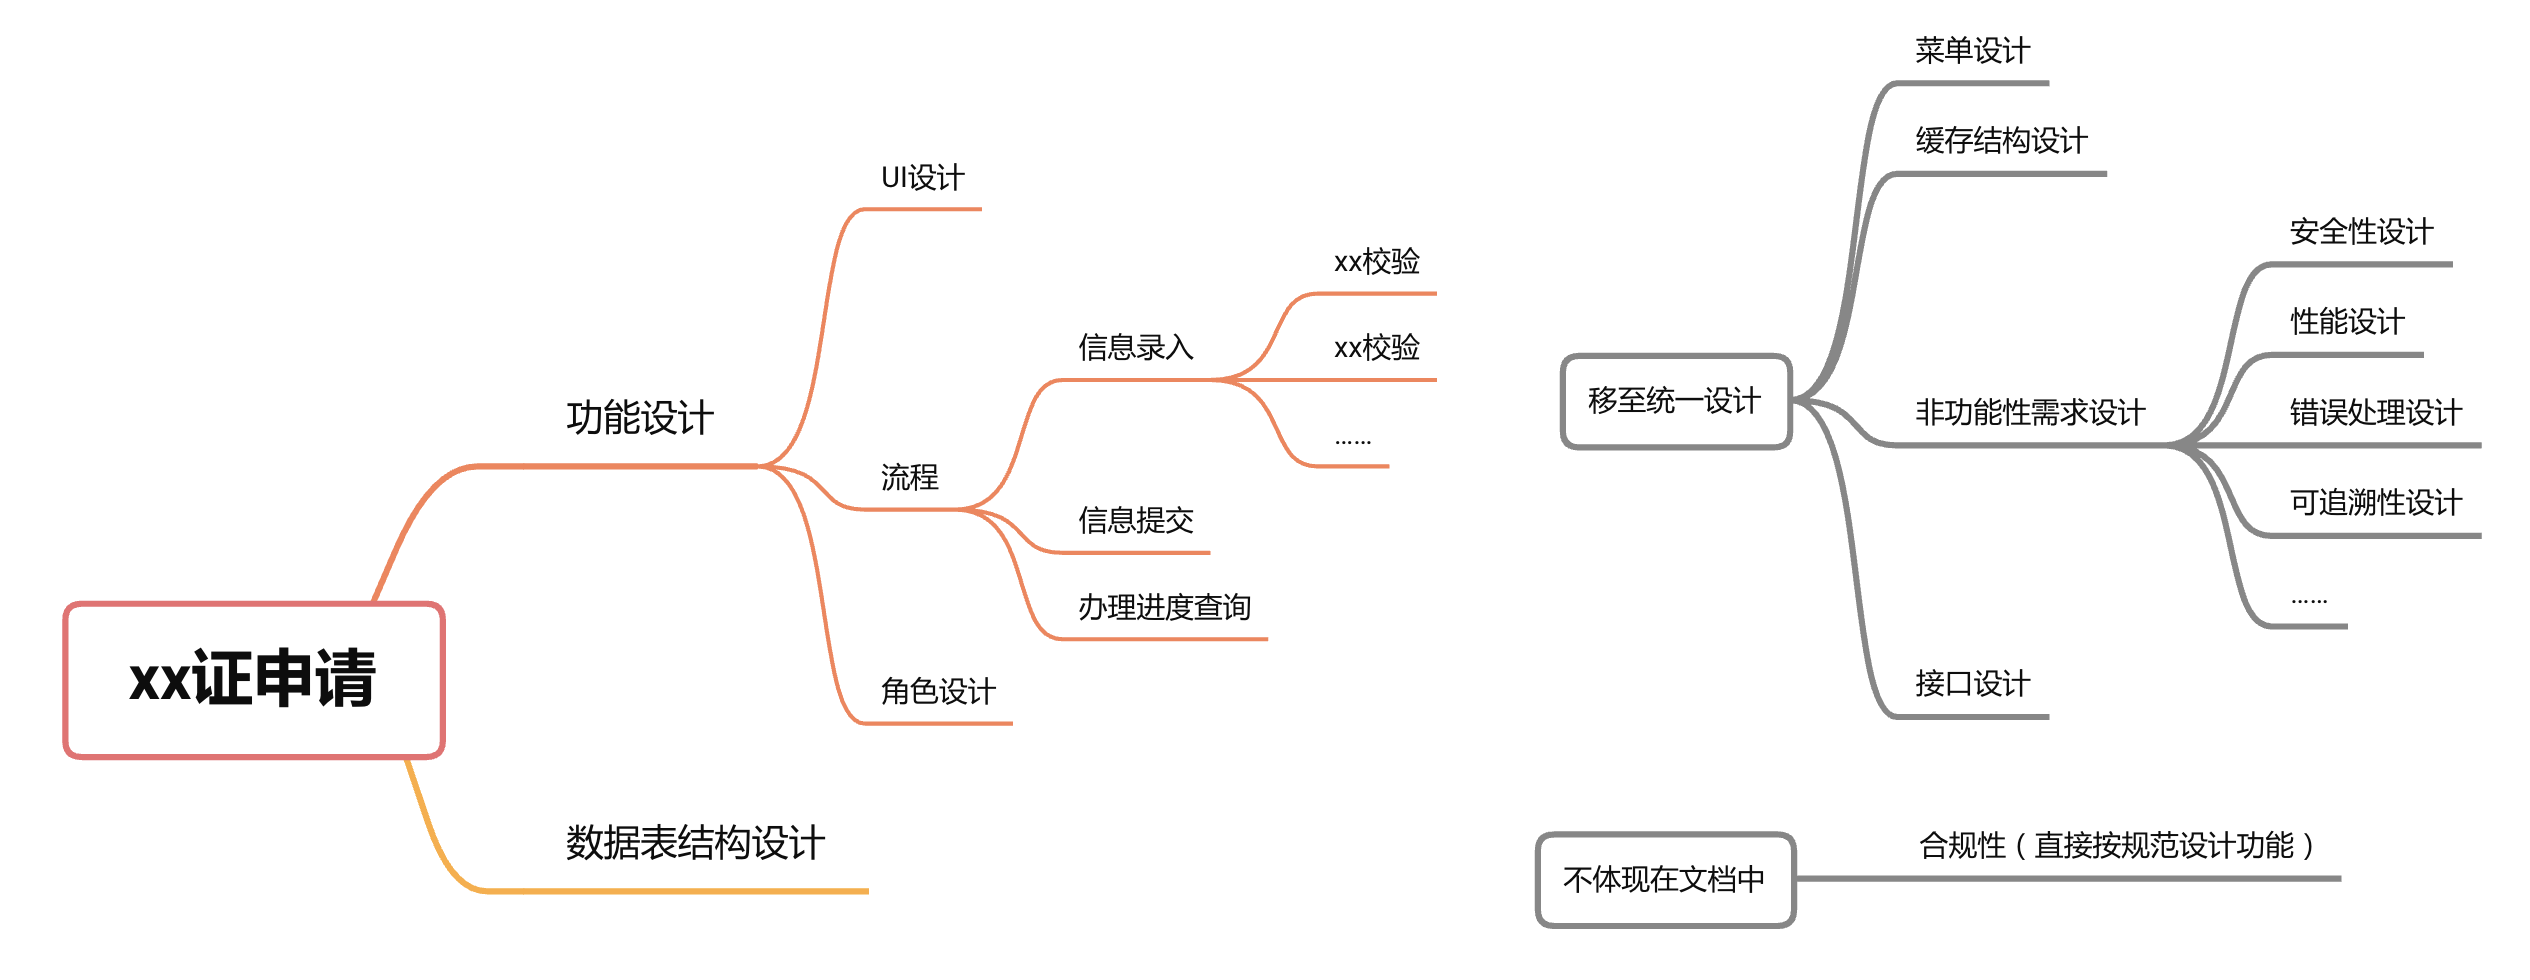 xx证申请
功能设计
UI设计
流程
信息录入
xx校验
xx校验
......
信息提交
办理进度查询
角色设计
数据表结构设计
移至统一设计
菜单设计
缓存结构设计
非功能性需求设计
安全性设计
性能设计
错误处理设计
可追溯性设计
......
接口设计
不体现在文档中
合规性（直接按规范设计功能）